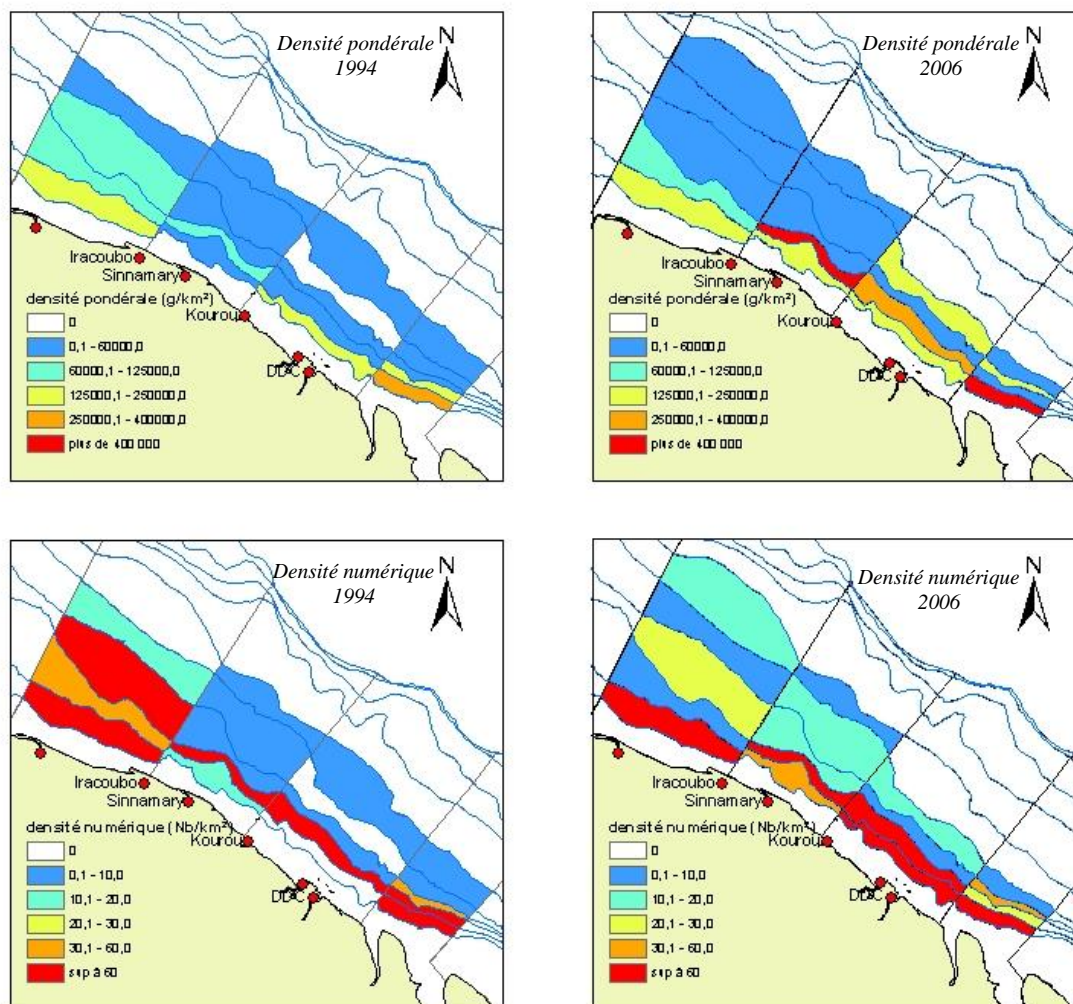 Densité pondérale
1994
N
Iracoubo
Sinnamary
densité pondérale (g/km²)
Kourou
0
0,1 - 60000,0
60000,1 - 125000,0
DDC
125000,1 - 250000,0
250000,1 - 400000,0
plus de 400 000
Densité pondérale
2006
N
Iracoubo
Sinnamary
densité pondérale (g/km²)
Kourou
0
0,1 - 60000,0
60000,1 - 125000,0
DDC
125000,1 - 250000,0
250000,1 - 400000,0
plus de 400 000
Densité numérique
1994
N
Iracoubo
Sinnamary
densité numérique (Nb/km²)
Kourou
0
0,1 - 10,0
10,1 - 20,0
DDC
20,1 - 30,0
30,1 - 60,0
sup à 60
Densité numérique
2006
N
Iracoubo
Sinnamary
densité numérique (Nb/km²)
Kourou
0
0,1 - 10,0
10,1 - 20,0
DDC
20,1 - 30,0
30,1 - 60,0
sup à 60